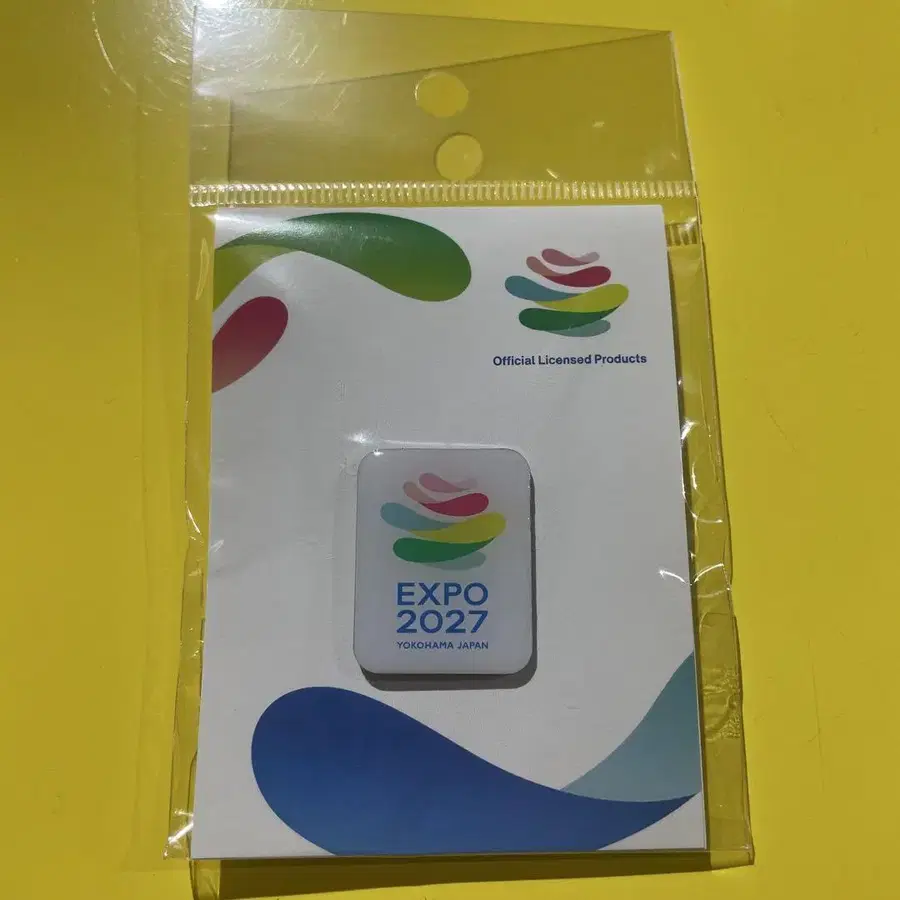 Official Licensed Products
EXPO
2027
YOKOHAMA JAPAN